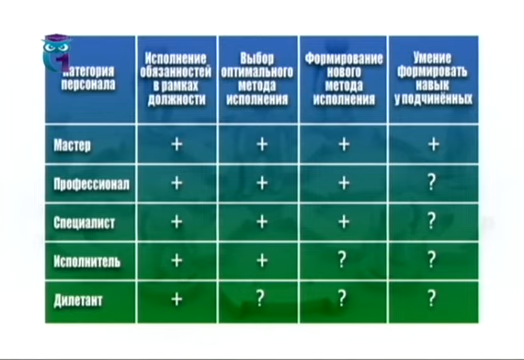 Категория персонала
Исполнение обязанностей в рамках должности
Выбор оптимального метода исполнения
Формирование нового метода исполнения
Умение формировать навык у подчинённых
Мастер + + + +
Профессионал + + + ?
Специалист + + + ?
Исполнитель + + ? ?
Дилетант + ? ? ?